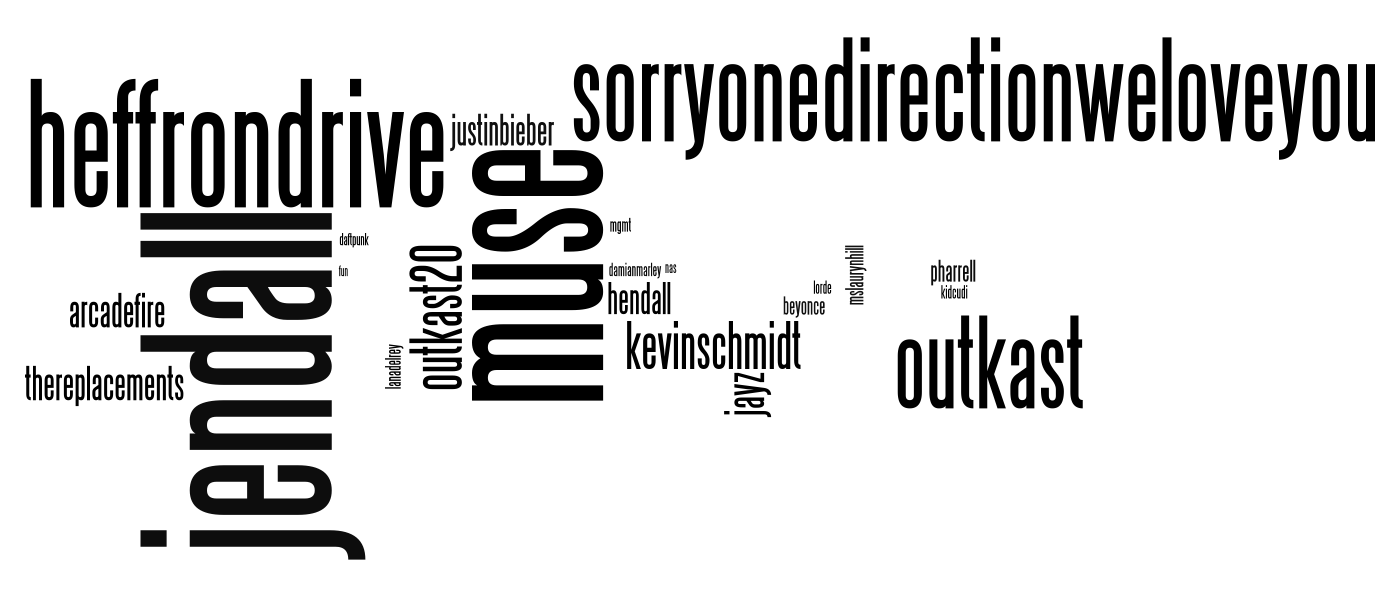 sorryonedirectionweloveyou
heffrondrive
justinbieber
muse
jendall
daftpunk
fun
mgmt
outkast20
damianmarley
nas
hendall
lorde
mslaurynhill
beyonce
pharrell
kidcudi
arcadefire
kevinschmidt
outkast
lanadelrey
thereplacements
jayz